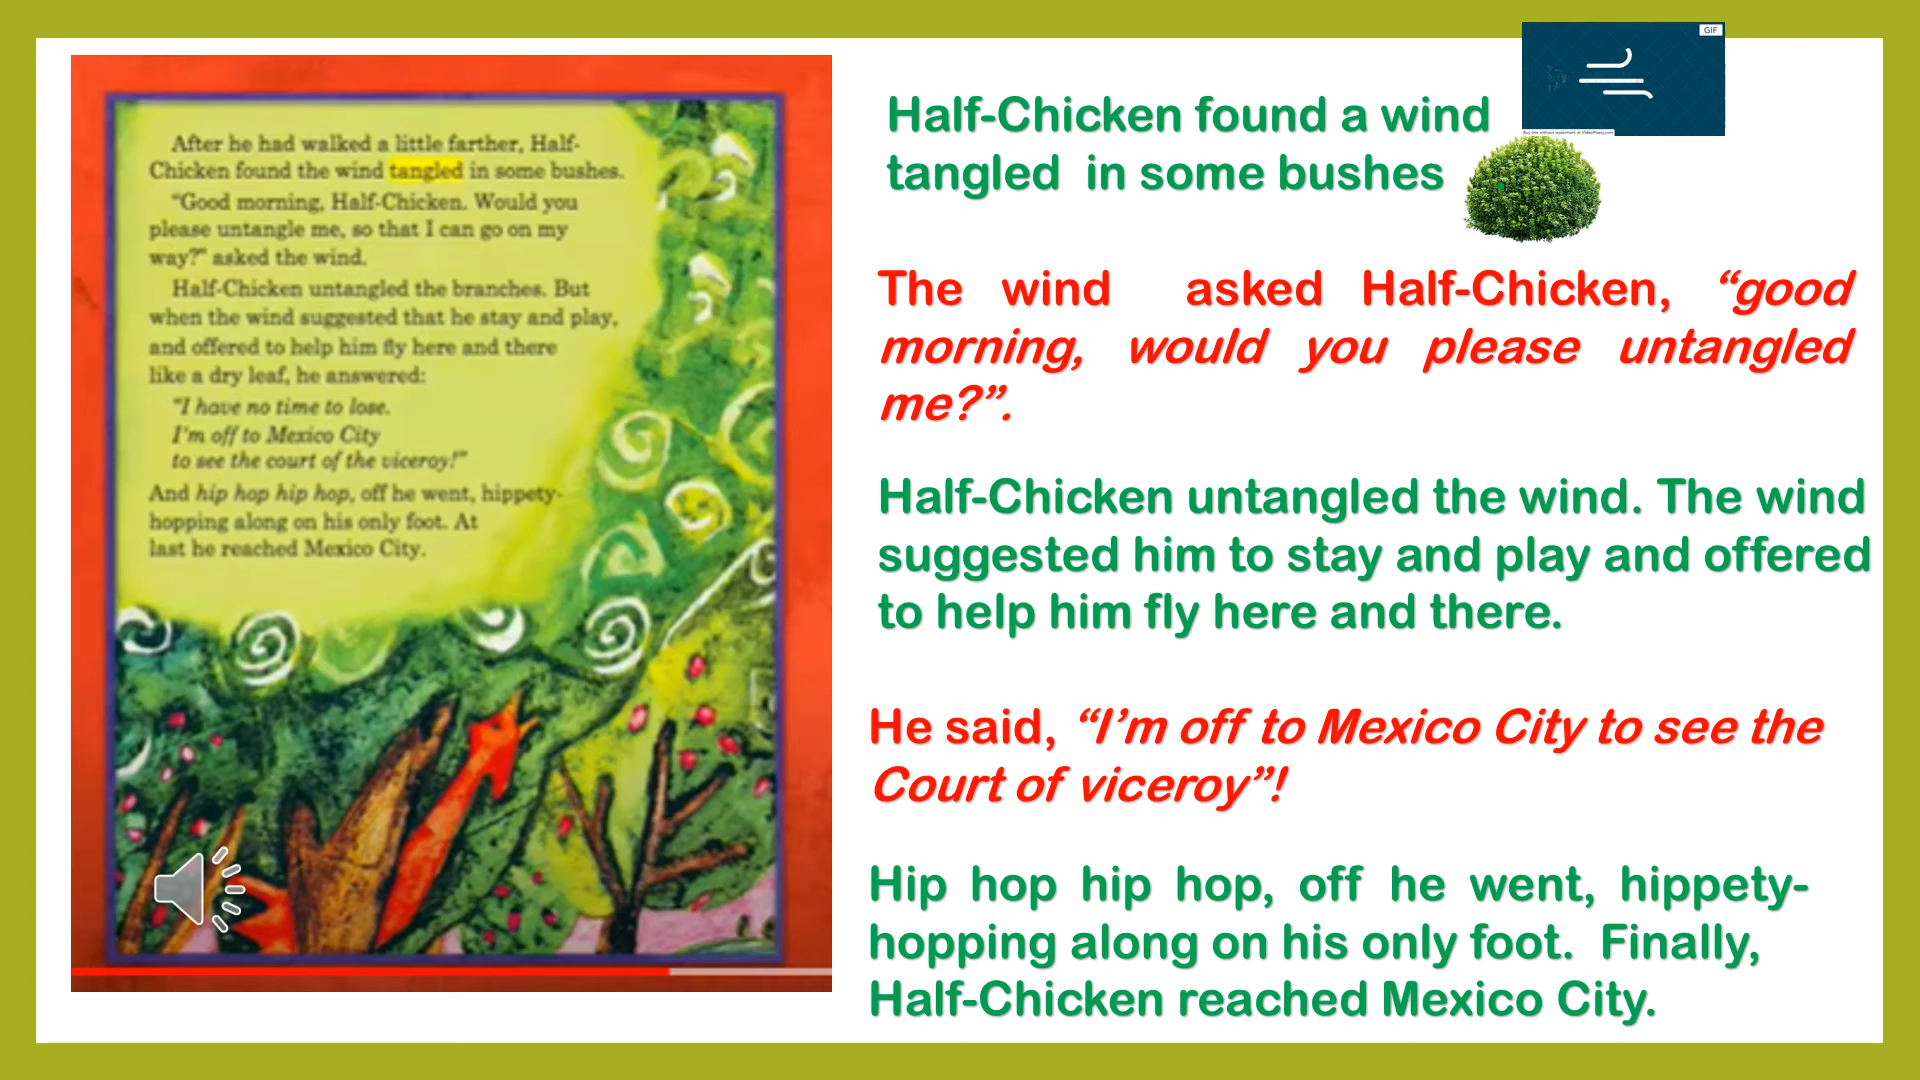 After he had walked a little farther, Half-
Chicken found the wind tangled in some bushes.
"Good morning, Half-Chicken. Would you
please untangle me, so that I can go on my
way?" asked the wind.
Half-Chicken untangled the branches. But
when the wind suggested that he stay and play,
and offered to help him fly here and there
like a dry leaf, he answered:
"I have no time to lose.
I'm off to Mexico City
to see the court of the viceroy!"
And hip hop hip hop, off he went, hippety-
hopping along on his only foot. At
last he reached Mexico City.
GIF
Buy this without watermark at VideoPlasty.com
Half-Chicken found a wind
tangled in some bushes
The wind asked Half-Chicken, “good
morning, would you please untangled
me?”.
Half-Chicken untangled the wind. The wind
suggested him to stay and play and offered
to help him fly here and there.
He said, “I’m off to Mexico City to see the
Court of viceroy”!
Hip hop hip hop, off he went, hippety-
hopping along on his only foot. Finally,
Half-Chicken reached Mexico City.